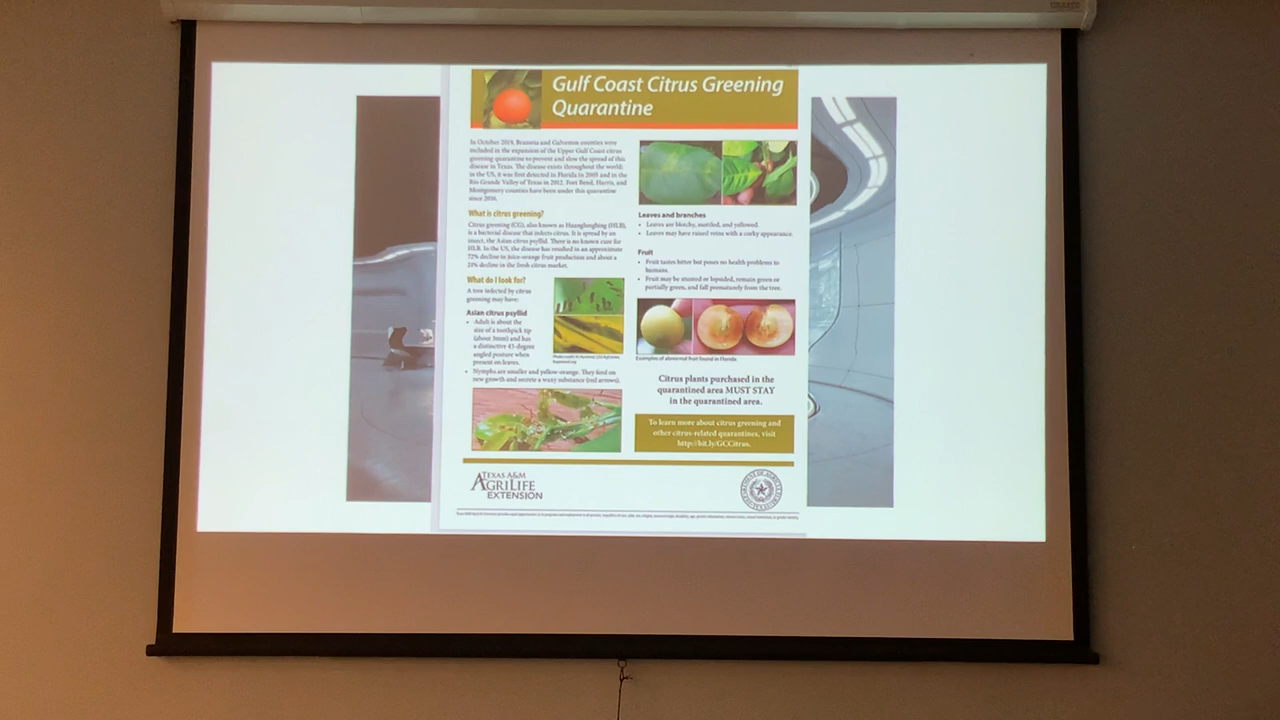 Gulf Coast Citrus Greening
Quarantine
In October 2019, Brazoria and Galveston counties were
included in the expansion of the Upper Gulf Coast citrus
greening quarantine to prevent and slow the spread of this
disease in Texas. The disease exists throughout the world;
in the US, it was first detected in Florida in 2005 and in the
Rio Grande Valley of Texas in 2012. Fort Bend, Harris, and
Montgomery counties have been under this quarantine
since 2016.
What is citrus greening?
Citrus greening (CG), also known as Huanglongbing (HLB),
is a bacterial disease that infects citrus. It is spread by an
insect, the Asian citrus psyllid. There is no known cure for
HLB. In the US, the disease has resulted in an approximate
72% decline in juice-orange fruit production and about a
21% decline in the fresh citrus market.
What do I look for?
A tree infected by citrus
greening may have:
Asian citrus psyllid
• Adult is about the
size of a toothpick tip
(about 3mm) and has
a distinctive 45-degree
angled posture when
present on leaves.
• Nymphs are smaller and yellow-orange. They feed on
new growth and secrete a waxy substance (red arrows).
Leaves and branches
• Leaves are blotchy, mottled, and yellowed.
• Leaves may have raised veins with a corky appearance.
Fruit
• Fruit tastes bitter but poses no health problems to
humans.
• Fruit may be stunted or lopsided, remain green or
partially green, and fall prematurely from the tree.
Examples of abnormal fruit found in Florida.
Citrus plants purchased in the
quarantined area MUST STAY
in the quarantined area.
To learn more about citrus greening and
other citrus-related quarantines, visit
http://bit.ly/GCCitrus.
TEXAS A&M
AGRILIFE
EXTENSION